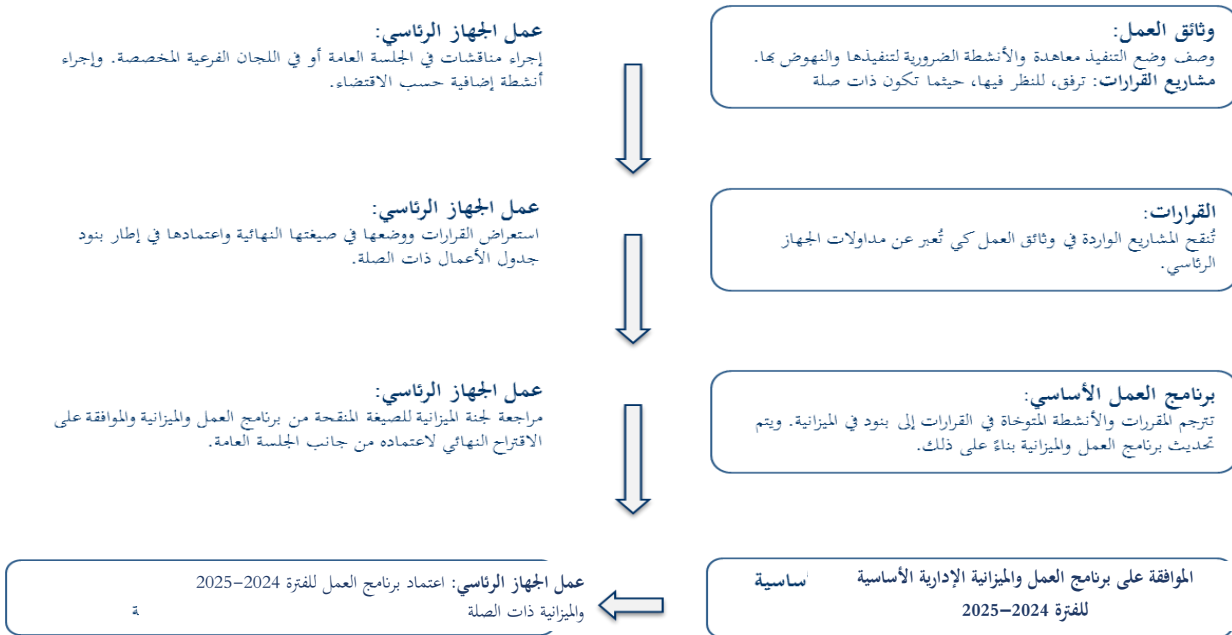 وثائق العمل:
وصف وضع التنفيذ معاهدة والأنشطة الضرورية لتنفيذها والنهوض بها.
مشاريع القرارات: ترفق، للنظر فيها، حيثما تكون ذات صلة
عمل الجهاز الرئاسي:
إجراء مناقشات في الجلسة العامة أو في اللجان الفرعية المخصصة. وإجراء
أنشطة إضافية حسب الاقتضاء.
القرارات:
تُنقح المشاريع الواردة في وثائق العمل كي تُعبر عن مداولات الجهاز
الرئاسي.
عمل الجهاز الرئاسي:
استعراض القرارات ووضعها في صيغتها النهائية واعتمادها في إطار بنود
جدول الأعمال ذات الصلة.
برنامج العمل الأساسي:
تترجم المقررات والأنشطة المتوخاة في القرارات إلى بنود في الميزانية. ويتم
تحديث برنامج العمل والميزانية بناءً على ذلك.
عمل الجهاز الرئاسي:
مراجعة لجنة الميزانية للصيغة المنقحة من برنامج العمل والميزانية والموافقة على
الاقتراح النهائي لاعتماده من جانب الجلسة العامة.
الموافقة على برنامج العمل والميزانية الإدارية الأساسية
للفترة 2024–2025
ساسية
عمل الجهاز الرئاسي: اعتماد برنامج العمل للفترة 2024–2025
والميزانية ذات الصلة
ة